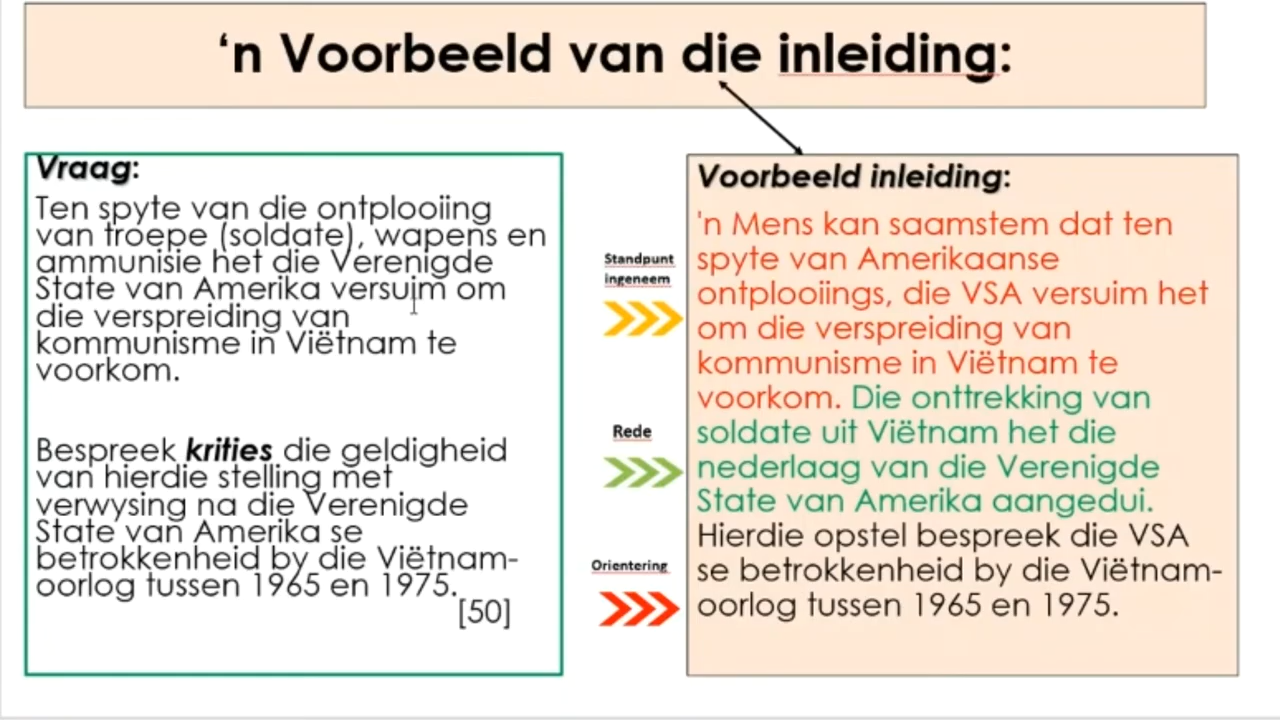 ‘n Voorbeeld van die inleiding:
Vraag:
Ten spyte van die ontplooiing
van troepe (soldate), wapens en
ammunisie het die Verenigde
State van Amerika versuim om
die verspreiding van
kommunisme in Viëtnam te
voorkom.
Bespreek krities die geldigheid
van hierdie stelling met
verwysing na die Verenigde
State van Amerika se
betrokkenheid by die Viëtnam-
oorlog tussen 1965 en 1975.
[50]
Standpunt
ingeneem
Rede
Orientering
Voorbeeld inleiding:
'n Mens kan saamstem dat ten
spyte van Amerikaanse
ontplooiings, die VSA versuim het
om die verspreiding van
kommunisme in Viëtnam te
voorkom. Die onttrekking van
soldate uit Viëtnam het die
nederlaag van die Verenigde
State van Amerika aangedui.
Hierdie opstel bespreek die VSA
se betrokkenheid by die Viëtnam-
oorlog tussen 1965 en 1975.